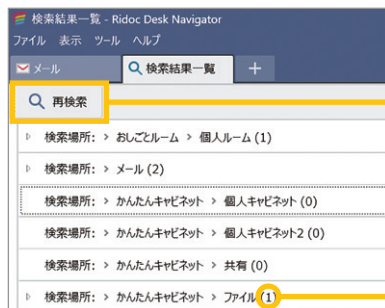 検索結果一覧 - Ridoc Desk Navigator
ファイル 表示 ツール ヘルプ
メール 検索結果一覧 +
再検索
検索場所: > おしごとルーム > 個人ルーム (1)
検索場所: > メール (2)
検索場所: > かんたんキャビネット > 個人キャビネット (0)
検索場所: > かんたんキャビネット > 個人キャビネット2 (0)
検索場所: > かんたんキャビネット > 共有 (0)
検索場所: > かんたんキャビネット > ファイル (1)